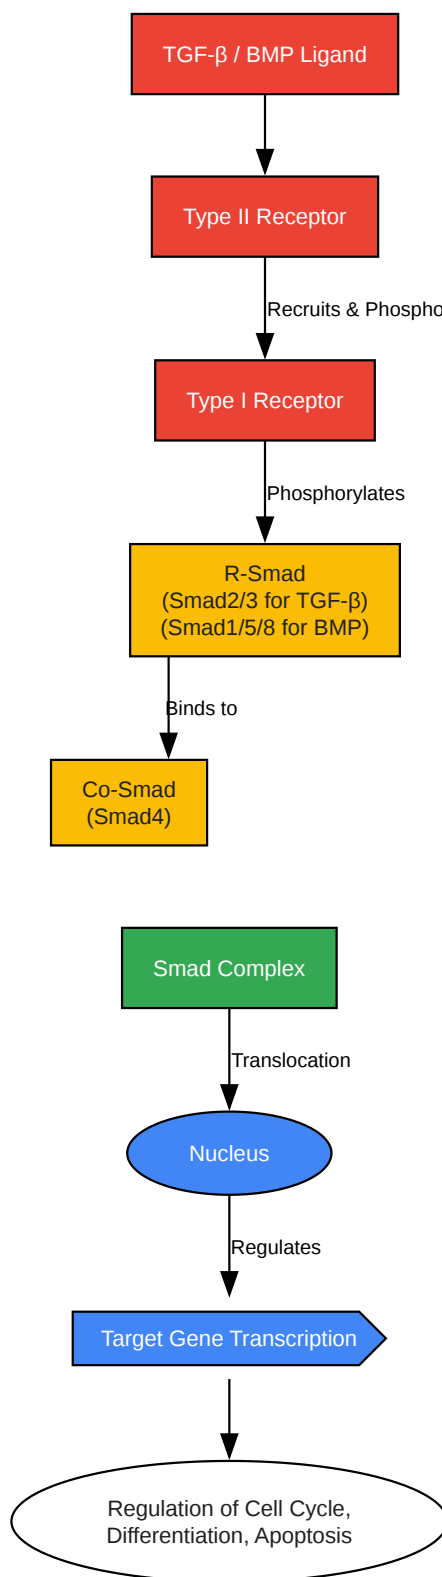 TGF-β / BMP Ligand
Type II Receptor
Recruits & Phospho
Type I Receptor
Phosphorylates
R-Smad
(Smad2/3 for TGF-β)
(Smad1/5/8 for BMP)
Binds to
Co-Smad
(Smad4)
Smad Complex
Translocation
Nucleus
Regulates
Target Gene Transcription
Regulation of Cell Cycle,
Differentiation, Apoptosis